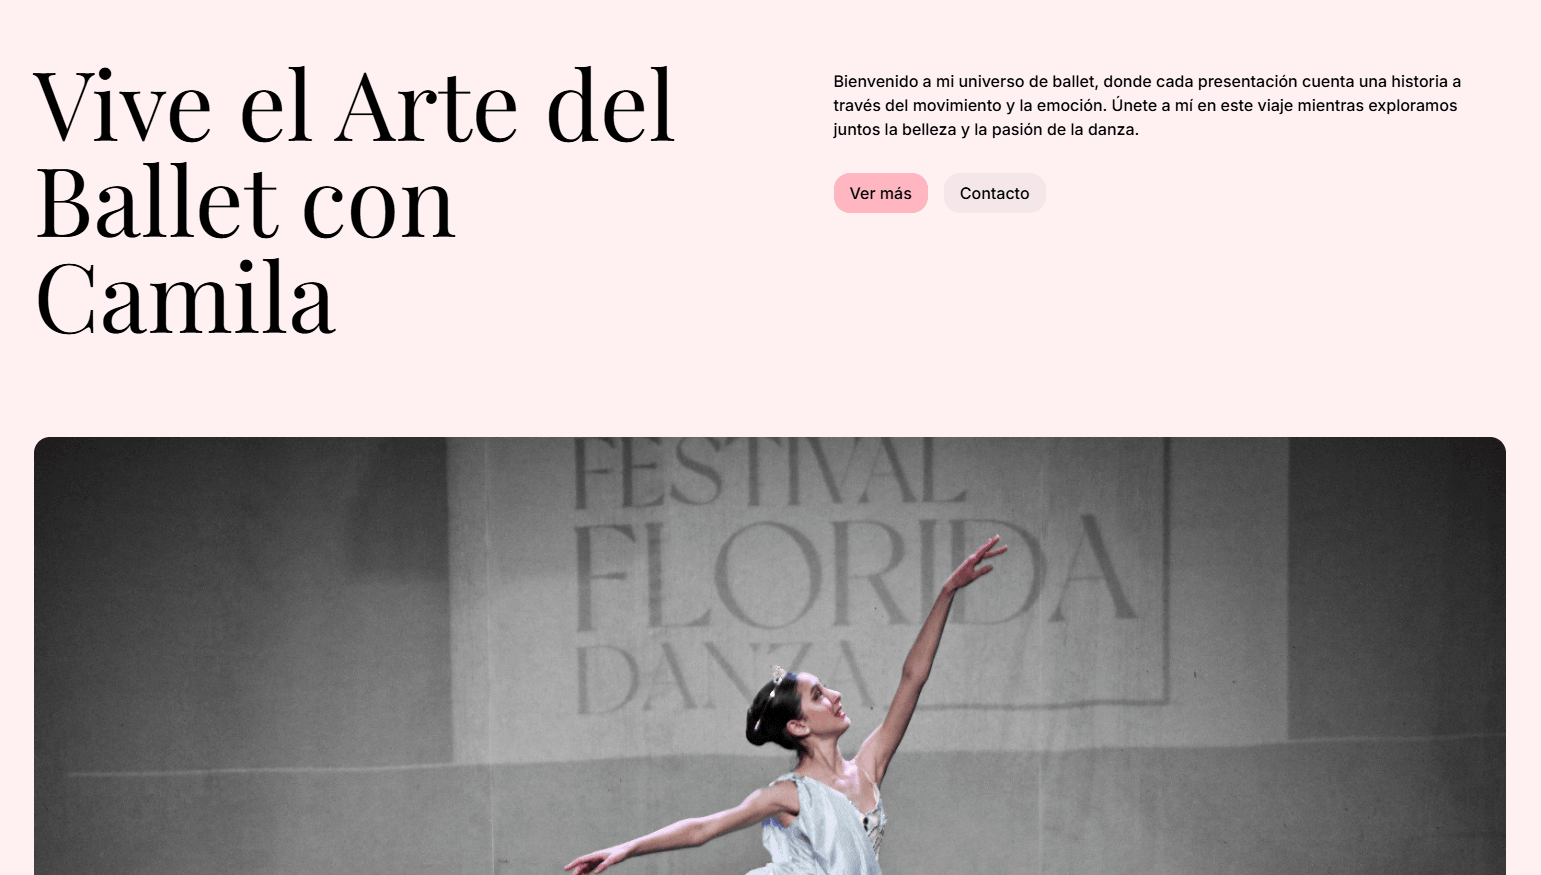 Vive el Arte del
Ballet con
Camila
Bienvenido a mi universo de ballet, donde cada presentación cuenta una historia a
través del movimiento y la emoción. Únete a mí en este viaje mientras exploramos
juntos la belleza y la pasión de la danza.
Ver más
Contacto
FESTIVAL
FLORIDA
DANZA